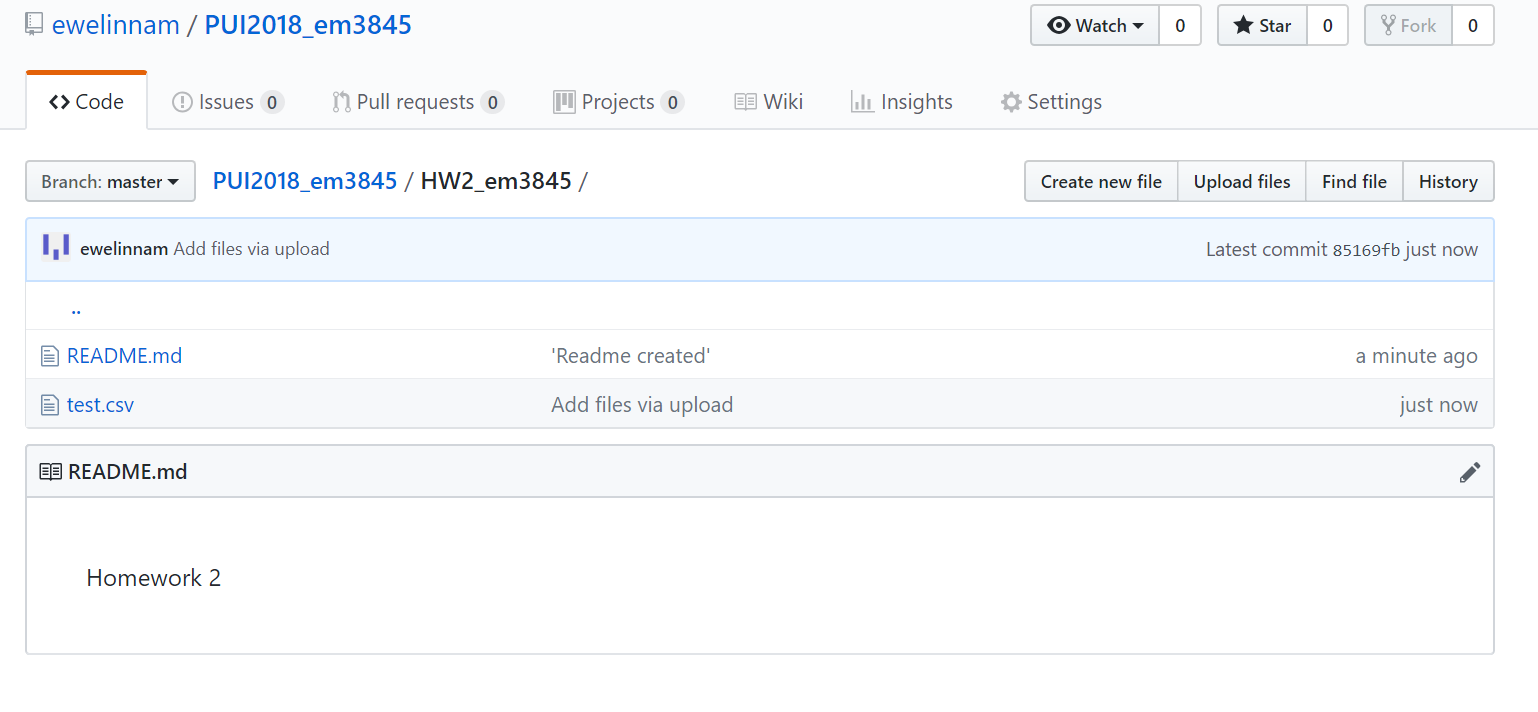 ewelinnam / PUI2018_em3845 Watch 0 Star 0 Fork 0
Code Issues 0 Pull requests 0 Projects 0 Wiki Insights Settings
Branch: master PUI2018_em3845 / HW2_em3845 / Create new file Upload files Find file History
ewelinnam Add files via upload Latest commit 85169fb just now
..
README.md 'Readme created' a minute ago
test.csv Add files via upload just now
README.md
Homework 2